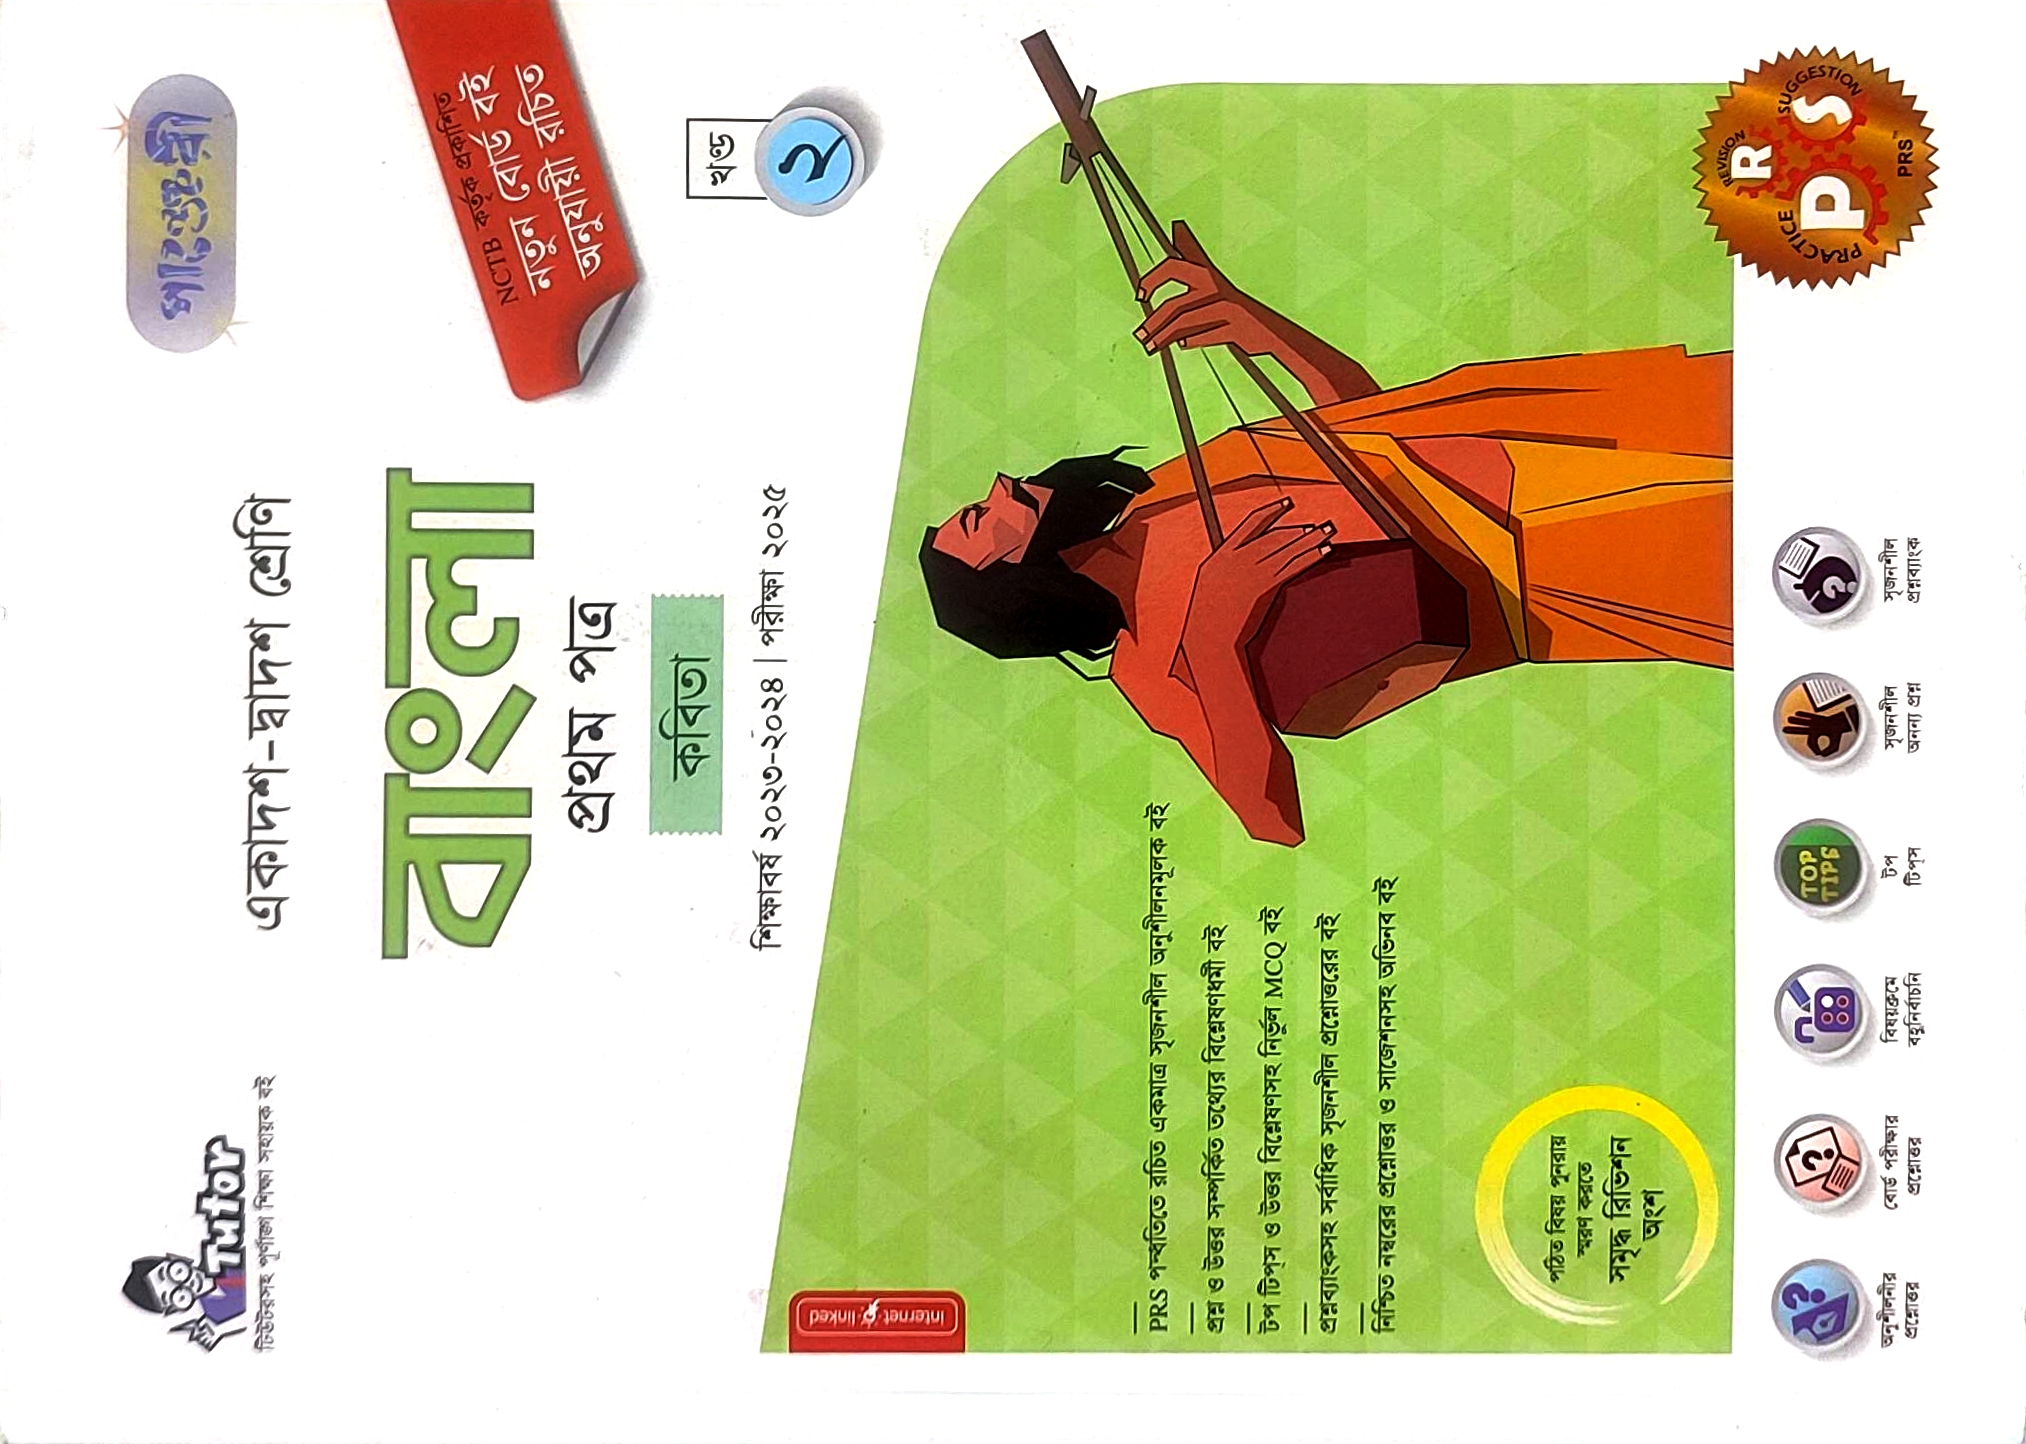 Tutor
টিউটরসহ পূর্ণাঙ্গ শিক্ষা সহায়ক বই
পাঞ্জেরী
একাদশ-দ্বাদশ শ্রেণি
বাংলা
প্রথম পত্র
কবিতা
শিক্ষাবর্ষ ২০২৩-২০২৪ | পরীক্ষা ২০২৫
NCTB কর্তৃক প্রকাশিত
নতুন বোর্ড বই
অনুযায়ী রচিত
খণ্ড
২
internet linked
PRS পদ্ধতিতে রচিত একমাত্র সৃজনশীল অনুশীলনমূলক বই
প্রশ্ন ও উত্তর সম্পর্কিত তথ্যের বিশ্লেষণধর্মী বই
টপ টিপ্‌স ও উত্তর বিশ্লেষণসহ নির্ভুল MCQ বই
প্রশ্নব্যাংকসহ সর্বাধিক সৃজনশীল প্রশ্নোত্তরের বই
নিশ্চিত নম্বরের প্রশ্নোত্তর ও সাজেশনসহ অভিনব বই
পঠিত বিষয় পুনরায়
স্মরণ করতে
সমৃদ্ধ রিভিশন
অংশ
TOP
TIPS
অনুশীলনীর
প্রশ্নোত্তর
বোর্ড পরীক্ষার
প্রশ্নোত্তর
বিষয়ক্রমে
বহুনির্বাচনি
টপ
টিপ্‌স
সৃজনশীল
অনন্য প্রশ্ন
সৃজনশীল
প্রশ্নব্যাংক
PRACTICE
REVISION
SUGGESTION
P R S
PRS™